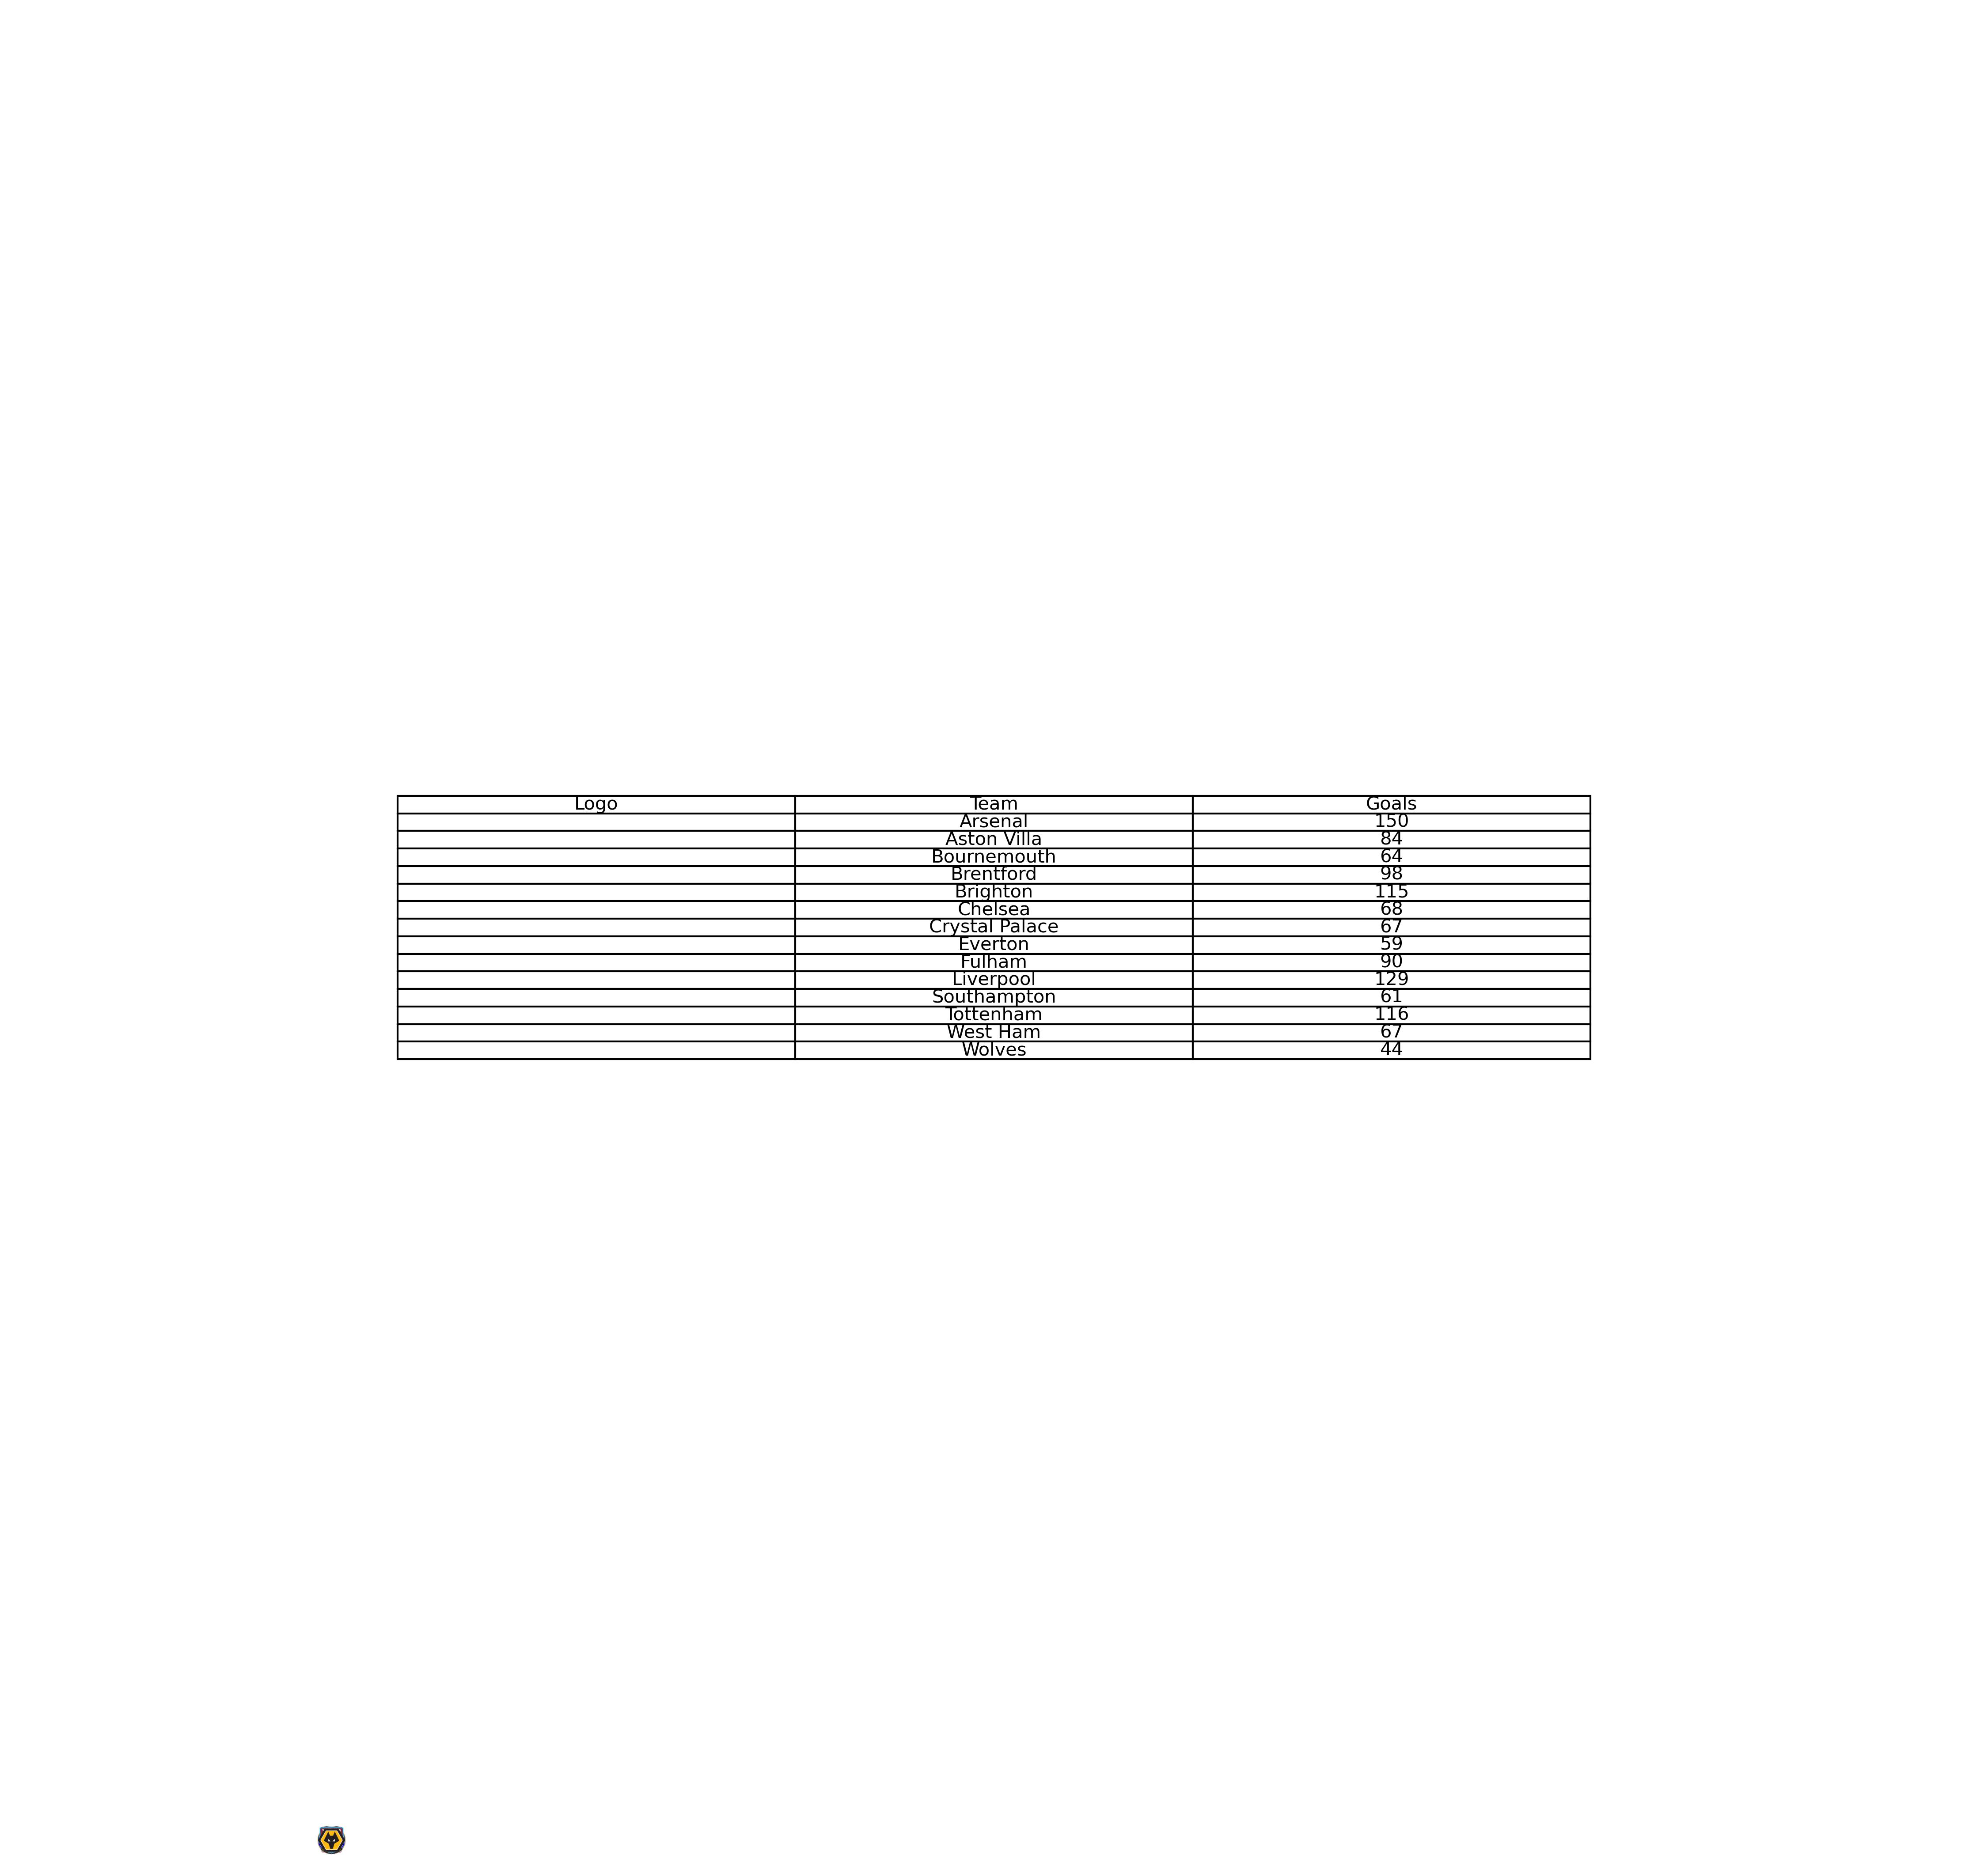 Logo Team Goals
Arsenal 150
Aston Villa 84
Bournemouth 64
Brentford 98
Brighton 115
Chelsea 68
Crystal Palace 67
Everton 59
Fulham 90
Liverpool 129
Southampton 61
Tottenham 116
West Ham 67
Wolves 44